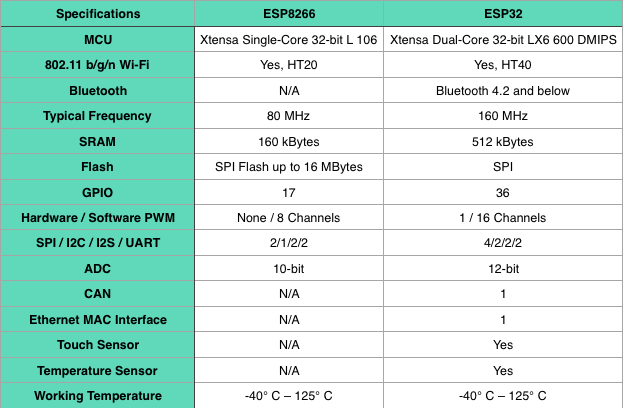 Specifications ESP8266 ESP32
MCU Xtensa Single-Core 32-bit L 106 Xtensa Dual-Core 32-bit LX6 600 DMIPS
802.11 b/g/n Wi-Fi Yes, HT20 Yes, HT40
Bluetooth N/A Bluetooth 4.2 and below
Typical Frequency 80 MHz 160 MHz
SRAM 160 kBytes 512 kBytes
Flash SPI Flash up to 16 MBytes SPI
GPIO 17 36
Hardware / Software PWM None / 8 Channels 1 / 16 Channels
SPI / I2C / I2S / UART 2/1/2/2 4/2/2/2
ADC 10-bit 12-bit
CAN N/A 1
Ethernet MAC Interface N/A 1
Touch Sensor N/A Yes
Temperature Sensor N/A Yes
Working Temperature -40° C – 125° C -40° C – 125° C